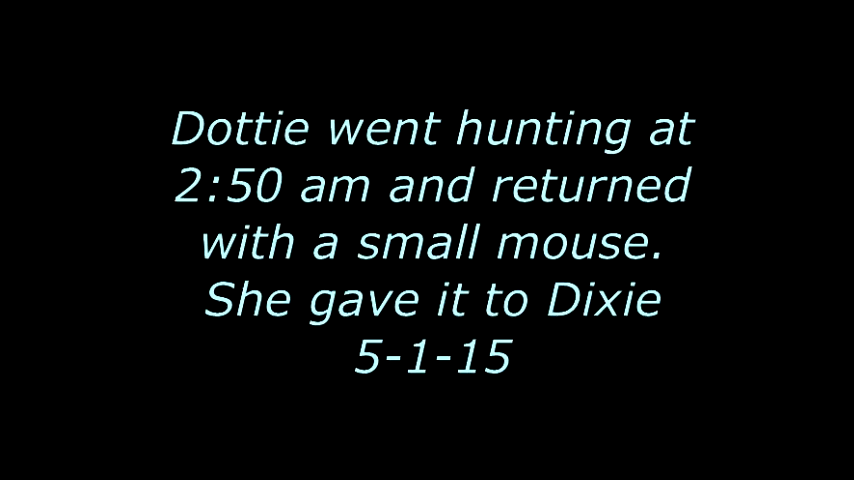 Dottie went hunting at
2:50 am and returned
with a small mouse.
She gave it to Dixie
5-1-15